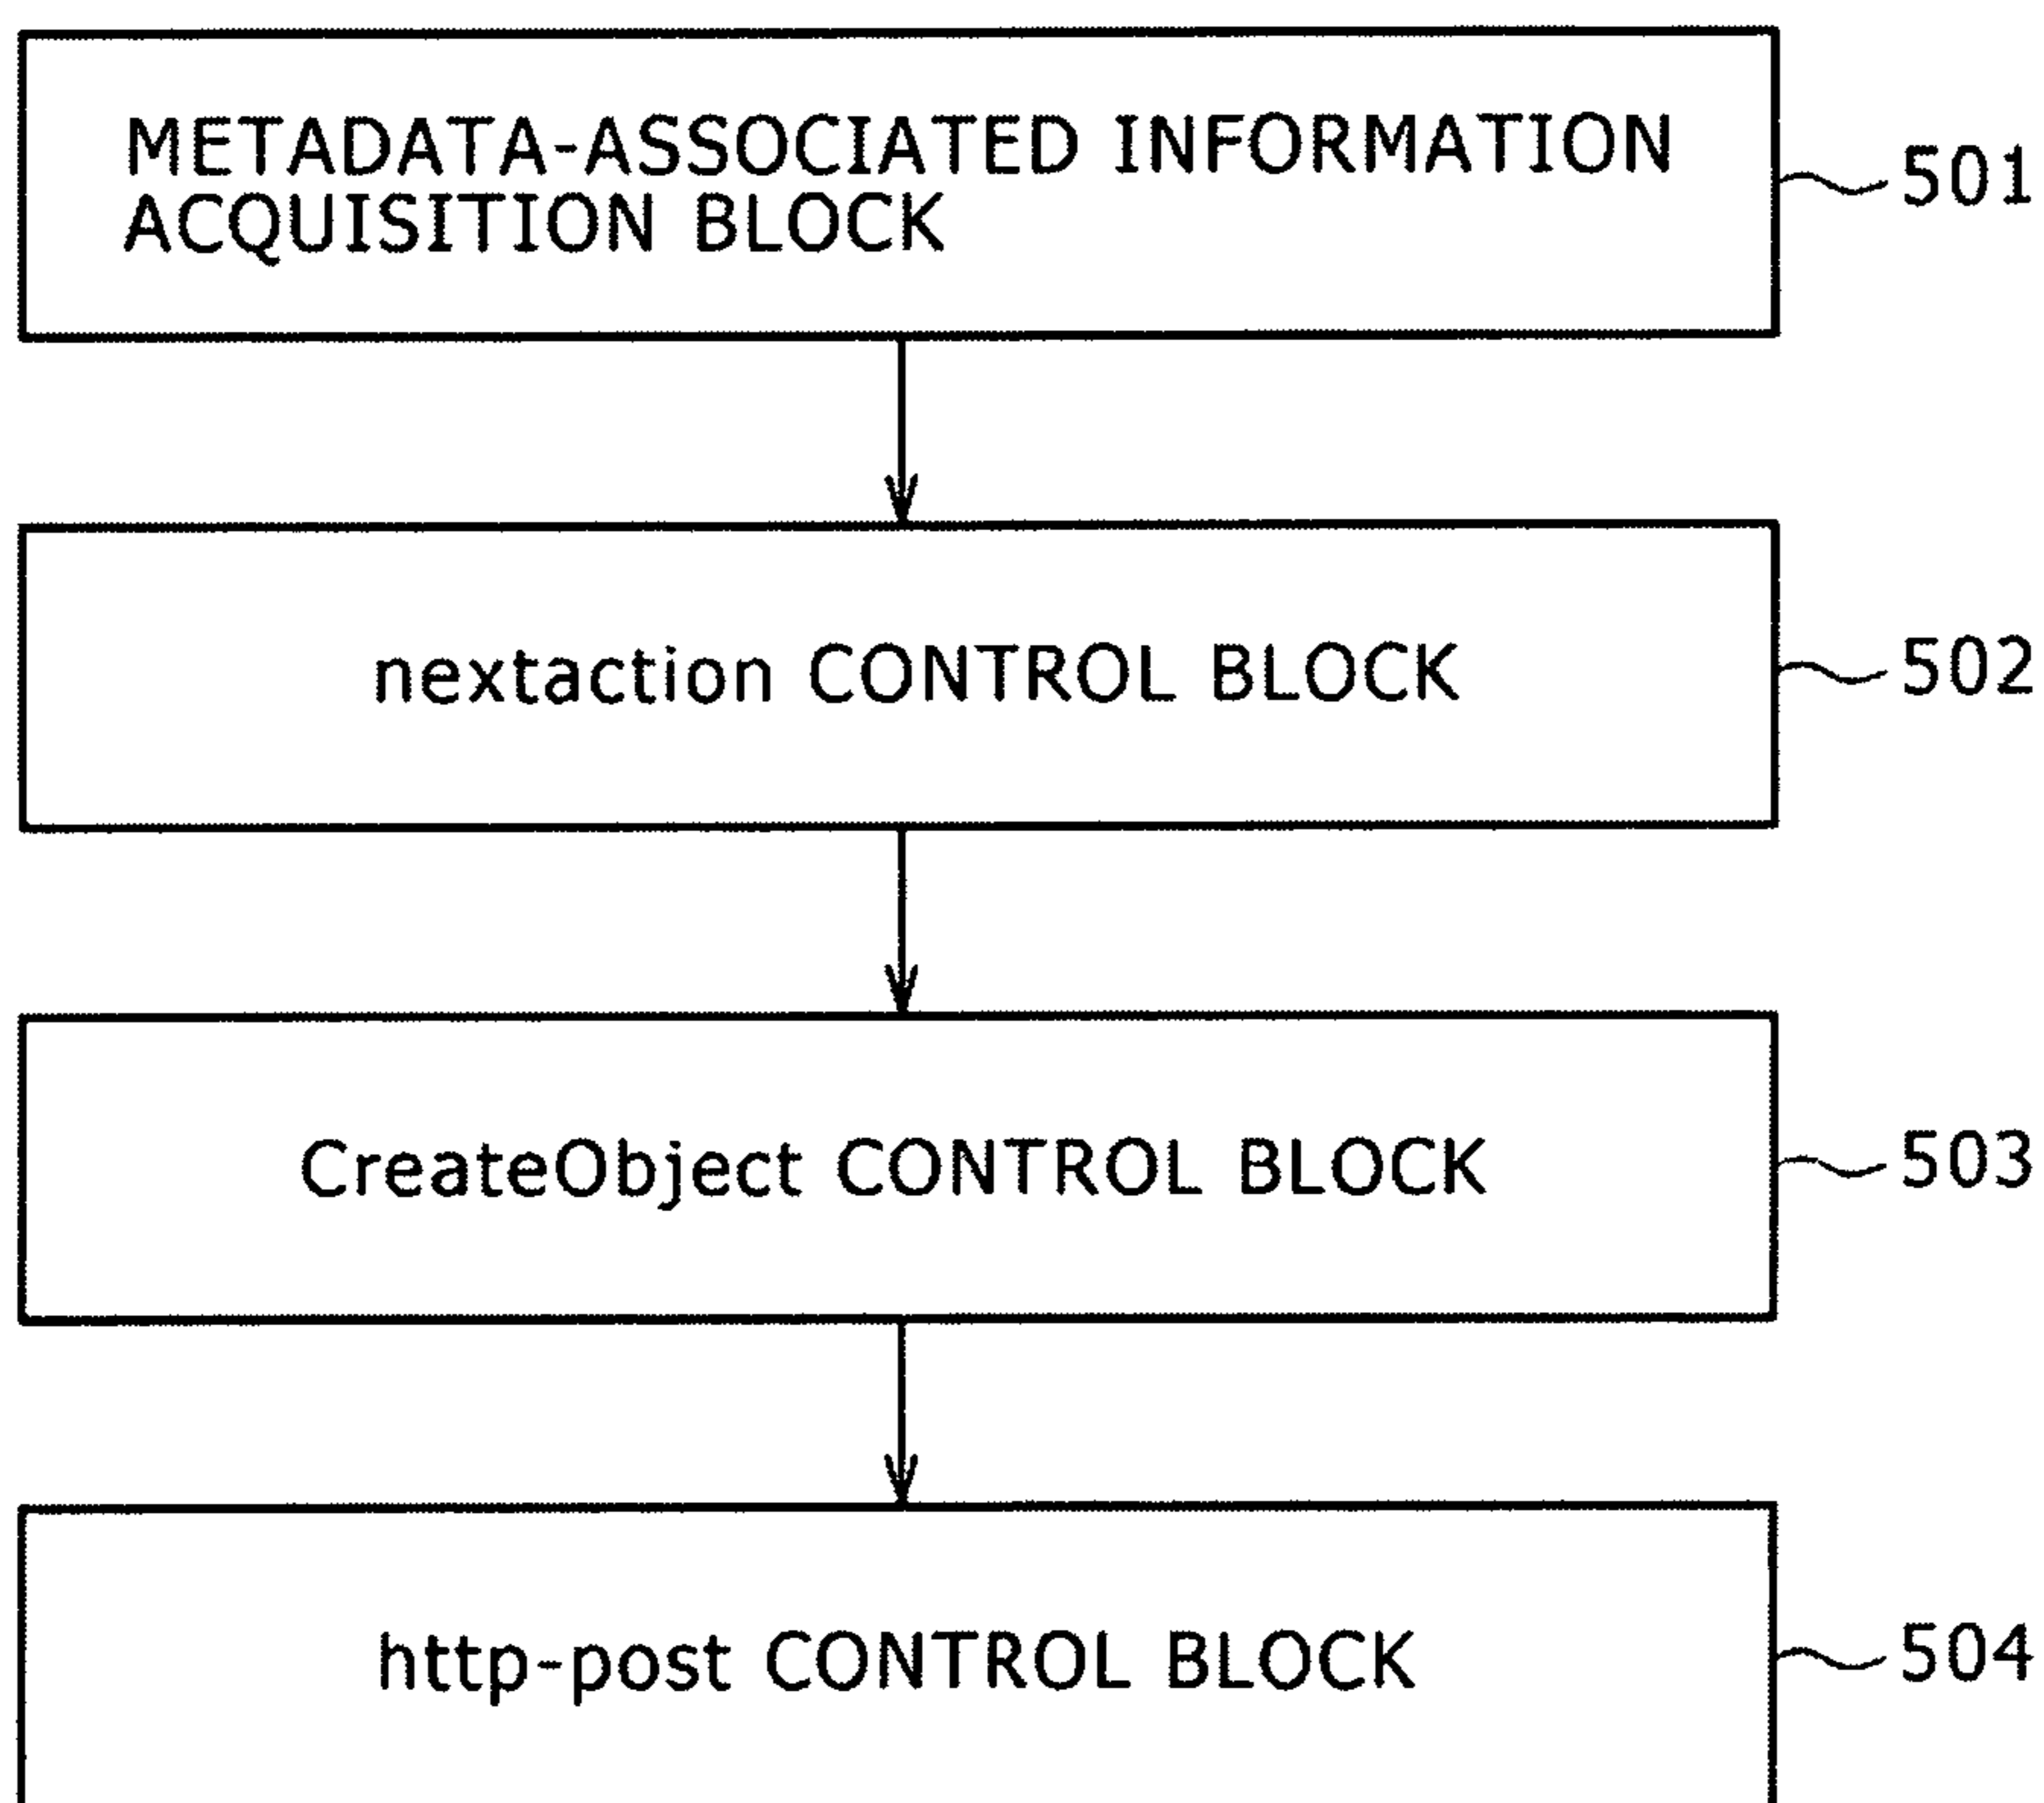 METADATA-ASSOCIATED INFORMATION
ACQUISITION BLOCK
501
nextaction CONTROL BLOCK
502
CreateObject CONTROL BLOCK
503
http-post CONTROL BLOCK
504